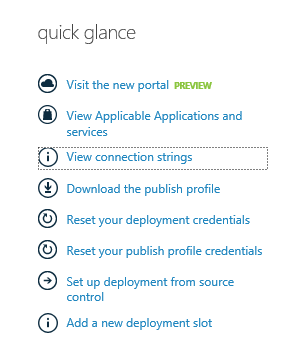 quick glance
Visit the new portal PREVIEW
View Applicable Applications and
services
View connection strings
Download the publish profile
Reset your deployment credentials
Reset your publish profile credentials
Set up deployment from source
control
Add a new deployment slot